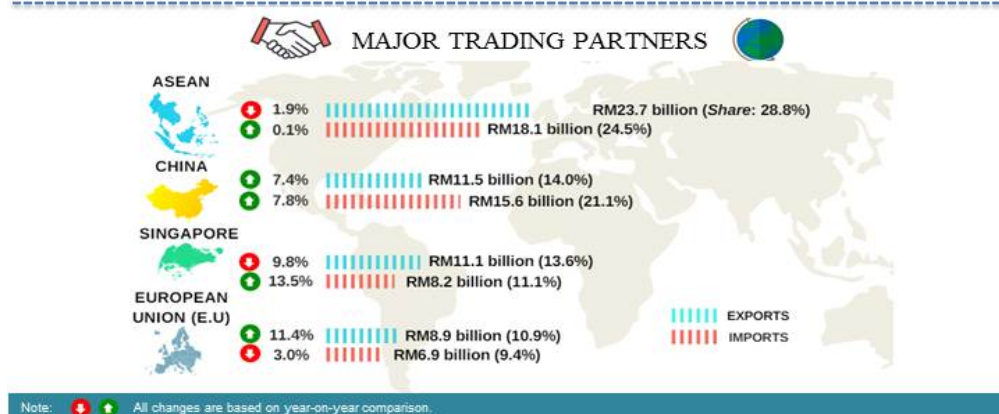 MAJOR TRADING PARTNERS
ASEAN
1.9% RM23.7 billion (Share: 28.8%)
0.1% RM18.1 billion (24.5%)
CHINA
7.4% RM11.5 billion (14.0%)
7.8% RM15.6 billion (21.1%)
SINGAPORE
9.8% RM11.1 billion (13.6%)
13.5% RM8.2 billion (11.1%)
EUROPEAN
UNION (E.U)
11.4% RM8.9 billion (10.9%)
3.0% RM6.9 billion (9.4%)
EXPORTS
IMPORTS
Note: All changes are based on year-on-year comparison.